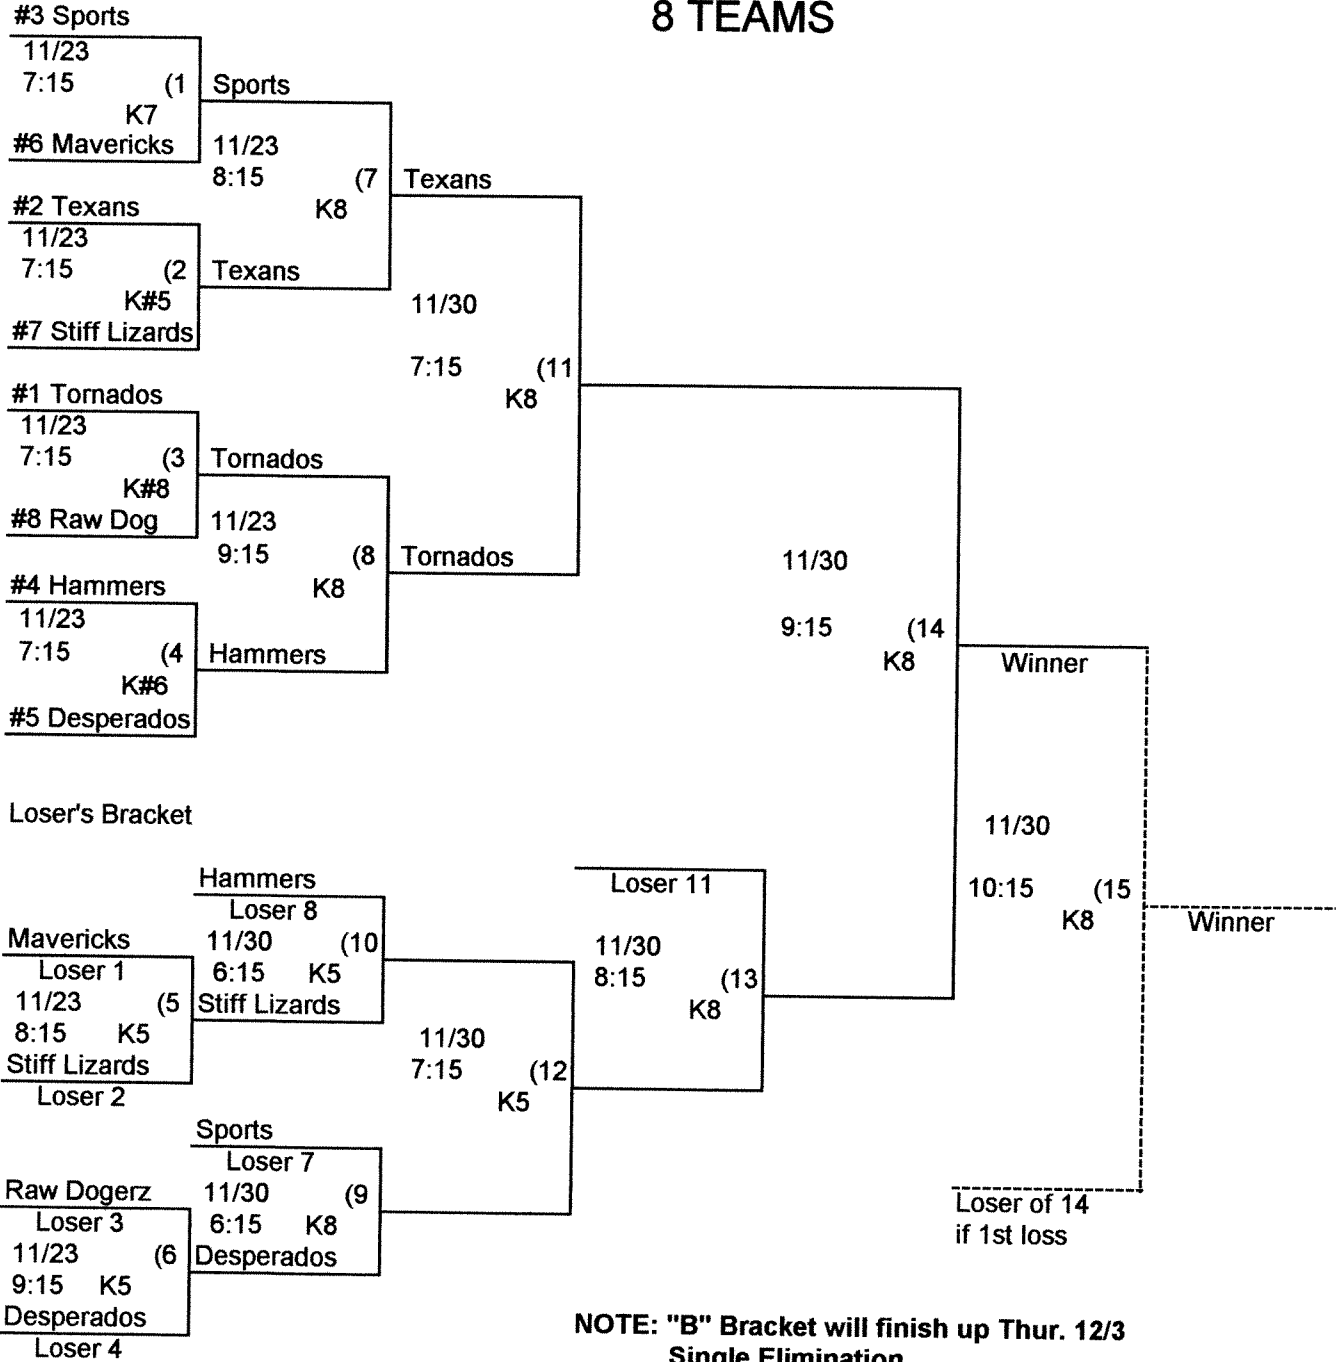 8 TEAMS
#3 Sports
11/23
7:15 (1
K7
#6 Mavericks
Sports
11/23
8:15 (7
K8
#2 Texans
11/23
7:15 (2
K#5
#7 Stiff Lizards
Texans
Texans
11/30
7:15 (11
K8
#1 Tornados
11/23
7:15 (3
K#8
#8 Raw Dog
Tornados
11/23
9:15 (8
K8
Tornados
#4 Hammers
11/23
7:15 (4
K#6
#5 Desperados
Hammers
11/30
9:15 (14
K8
Winner
11/30
10:15 (15
K8
Winner
Loser of 14
if 1st loss
Loser's Bracket
Hammers
Loser 8
11/30 (10
6:15 K5
Stiff Lizards
Mavericks
Loser 1
11/23 (5
8:15 K5
Stiff Lizards
Loser 2
11/30
7:15 (12
K5
Loser 11
11/30
8:15 (13
K8
Sports
Loser 7
11/30 (9
6:15 K8
Desperados
Raw Dogerz
Loser 3
11/23 (6
9:15 K5
Desperados
Loser 4
NOTE: "B" Bracket will finish up Thur. 12/3
Single Elimination